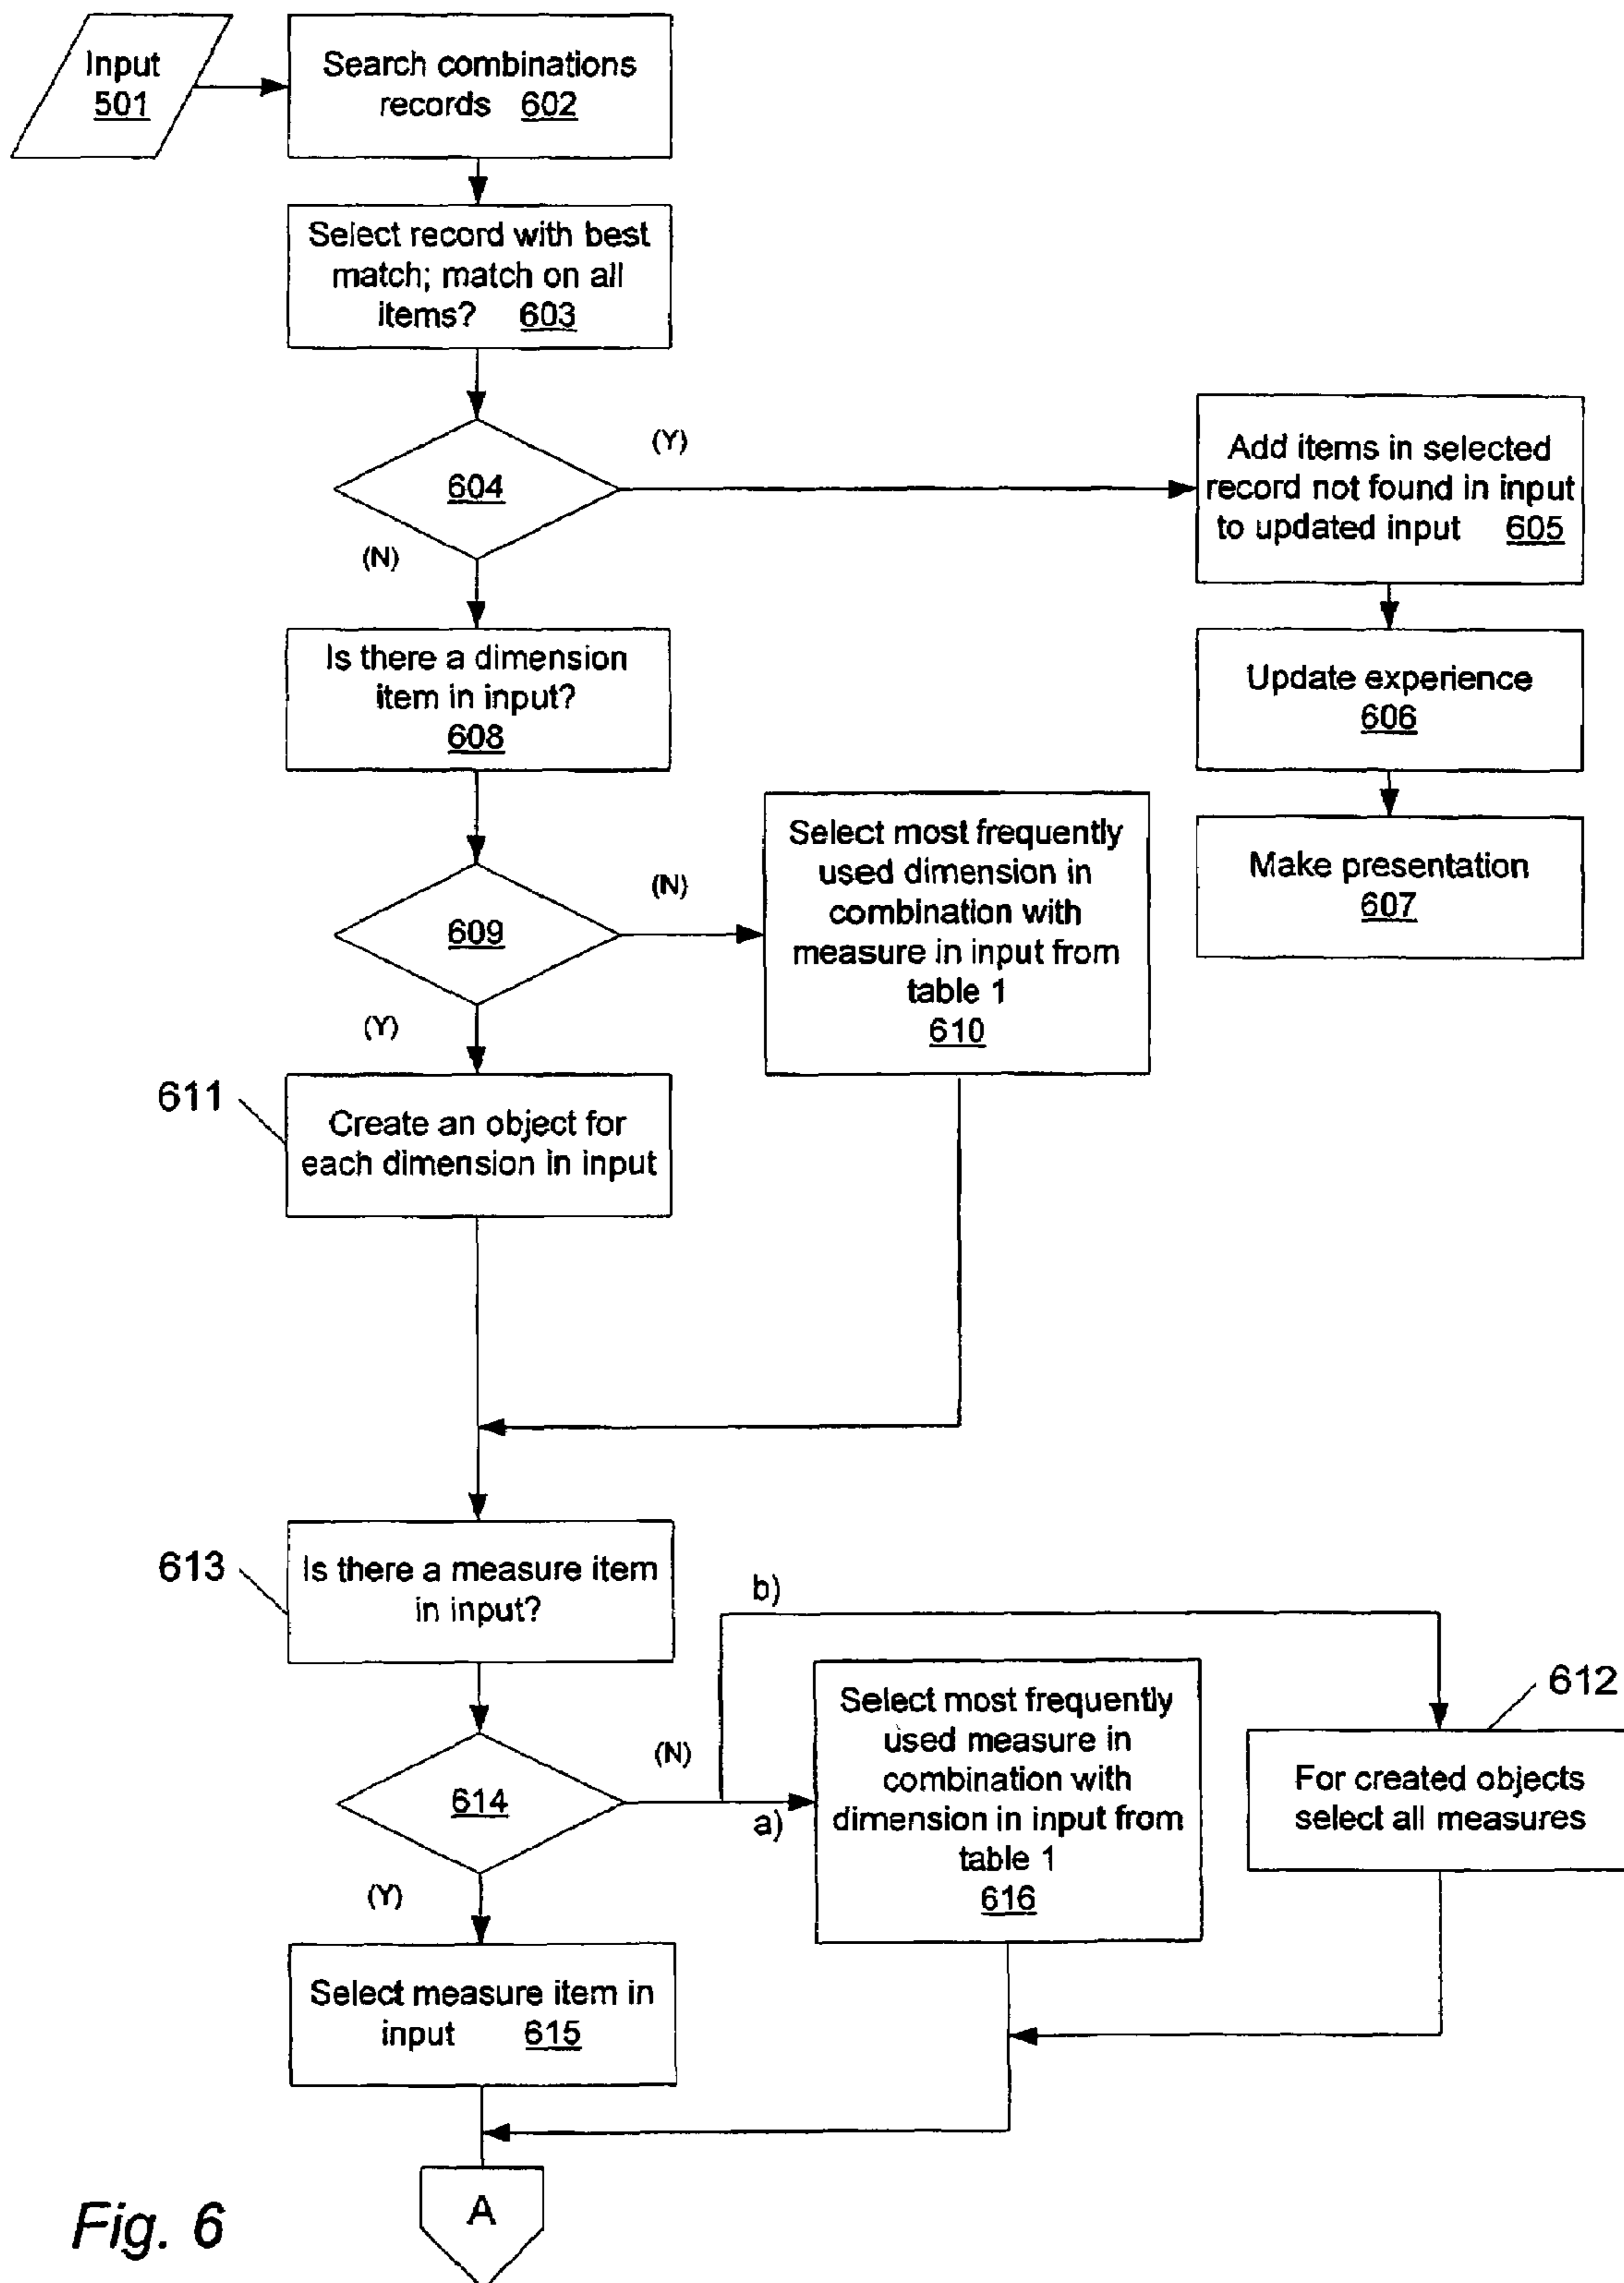 Input
501
Search combinations
records 602
Select record with best
match; match on all
items? 603
604
(Y)
(N)
Add items in selected
record not found in input
to updated input 605
Update experience
606
Make presentation
607
Is there a dimension
item in input?
608
609
(N)
(Y)
Select most frequently
used dimension in
combination with
measure in input from
table 1
610
611
Create an object for
each dimension in input
613
Is there a measure item
in input?
614
(N)
(Y)
b)
a)
Select most frequently
used measure in
combination with
dimension in input from
table 1
616
612
For created objects
select all measures
Select measure item in
input 615
A
Fig. 6